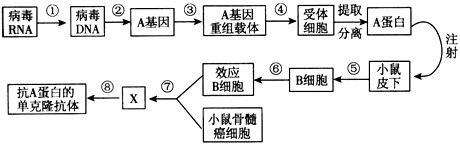 病毒RNA
①
病毒DNA
②
A基因
③
A基因重组载体
④
受体细胞
提取
分离
A蛋白
注射
小鼠皮下
⑤
B细胞
⑥
效应B细胞
小鼠骨髓癌细胞
⑦
X
⑧
抗A蛋白的单克隆抗体